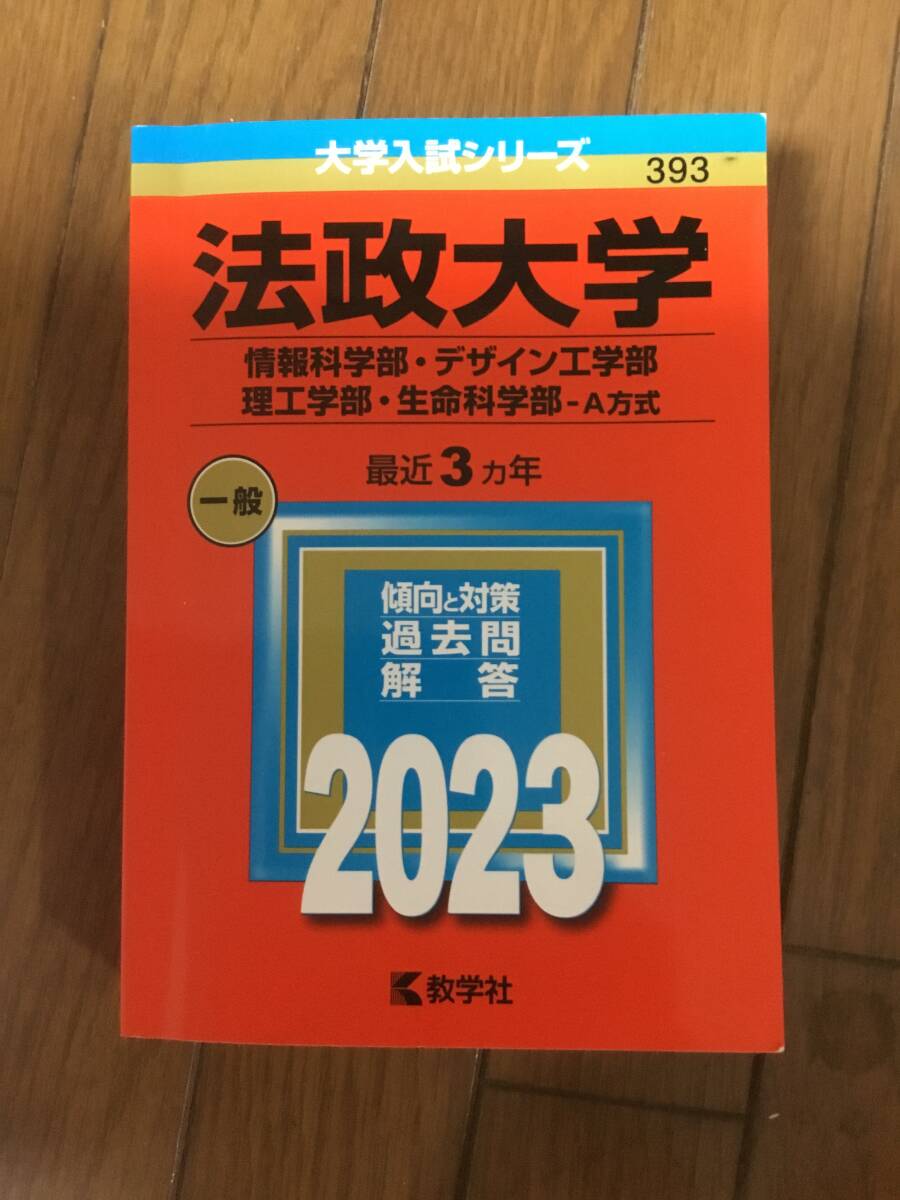 大学入試シリーズ
393
法政大学
情報科学部・デザイン工学部
理工学部・生命科学部-A方式
最近3カ年
一般
傾向と対策
過去問
解答
2023
教学社